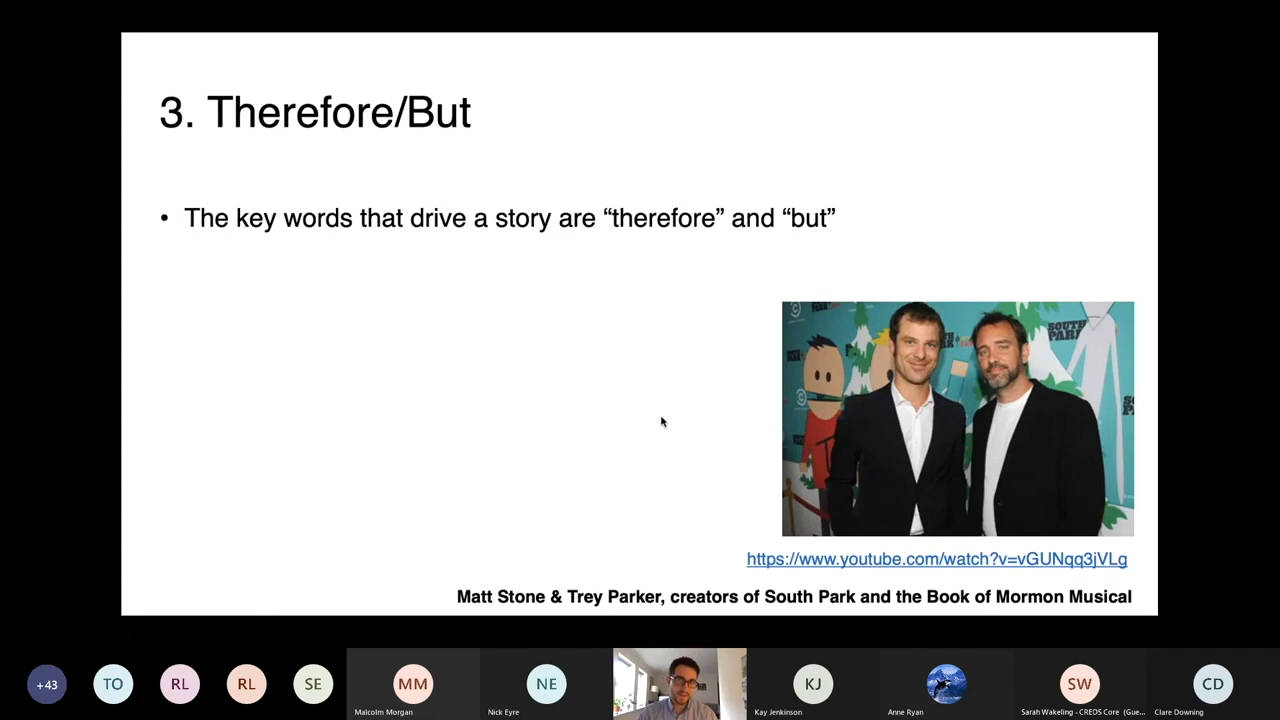 3. Therefore/But
• The key words that drive a story are “therefore” and “but”
SOUTH
PARK
https://www.youtube.com/watch?v=vGUNqq3jVLg
Matt Stone & Trey Parker, creators of South Park and the Book of Mormon Musical
+43
TO
RL
RL
SE
MM
Malcolm Morgan
NE
Nick Eyre
KJ
Kay Jenkinson
Anne Ryan
SW
Sarah Wakeling - CREDS Core (Gue...
CD
Clare Downing